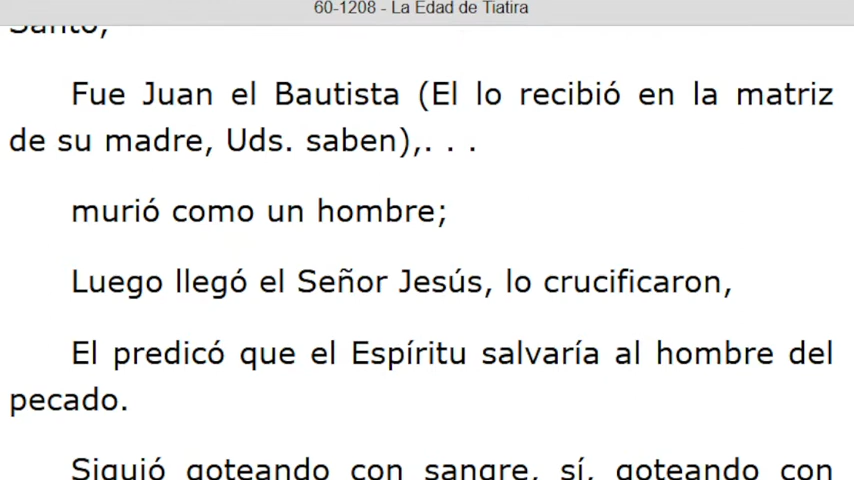 60-1208 - La Edad de Tiatira
Santo,
Fue Juan el Bautista (El lo recibió en la matriz
de su madre, Uds. saben),. . .
murió como un hombre;
Luego llegó el Señor Jesús, lo crucificaron,
El predicó que el Espíritu salvaría al hombre del
pecado.
Siguió goteando con sangre, sí, goteando con